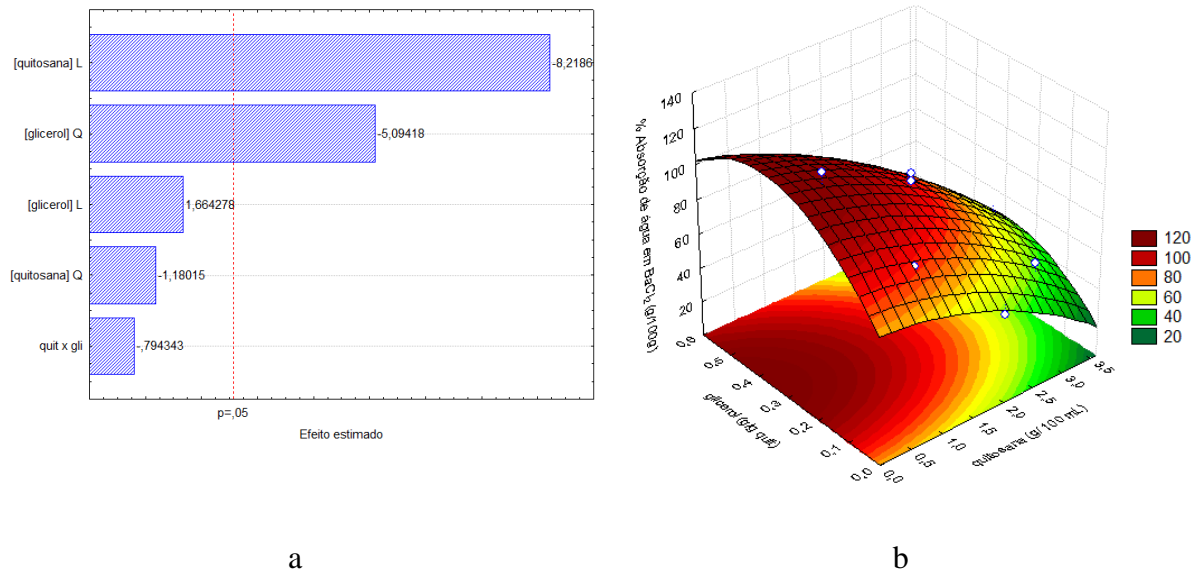 [quitosana] L
-8,2186
[glicerol] Q
-5,09418
[glicerol] L
1,664278
[quitosana] Q
-1,18015
quit x gli
-,794343
p=,05
Efeito estimado
a
% Absorção de água em BaCl2 (g/100g)
140
120
100
80
60
40
20
0,6
0,5
0,4
0,3
0,2
0,1
0,0
glicerol (g/g quit)
0,0
0,5
1,0
1,5
2,0
2,5
3,0
3,5
quitosana (g/ 100 mL)
120
100
80
60
40
20
b